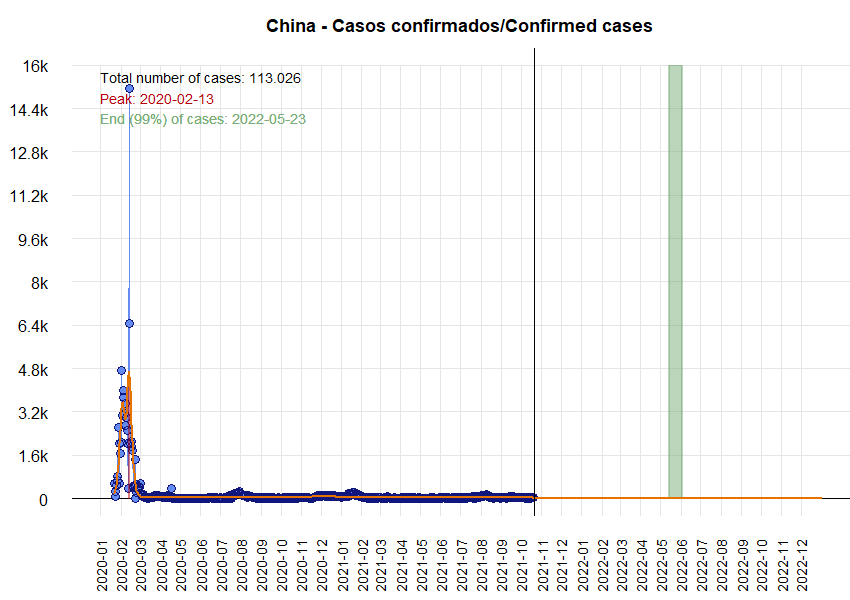 China - Casos confirmados/Confirmed cases
16k
Total number of cases: 113.026
Peak: 2020-02-13
14.4k
End (99%) of cases: 2022-05-23
12.8k
11.2k
9.6k
8k
6.4k
4.8k
3.2k
1.6k
0
2020-01
2020-02
2020-03
2020-04
2020-05
2020-06
2020-07
2020-08
2020-09
2020-10
2020-11
2020-12
2021-01
2021-02
2021-03
2021-04
2021-05
2021-06
2021-07
2021-08
2021-09
2021-10
2021-11
2021-12
2022-01
2022-02
2022-03
2022-04
2022-05
2022-06
2022-07
2022-08
2022-09
2022-10
2022-11
2022-12